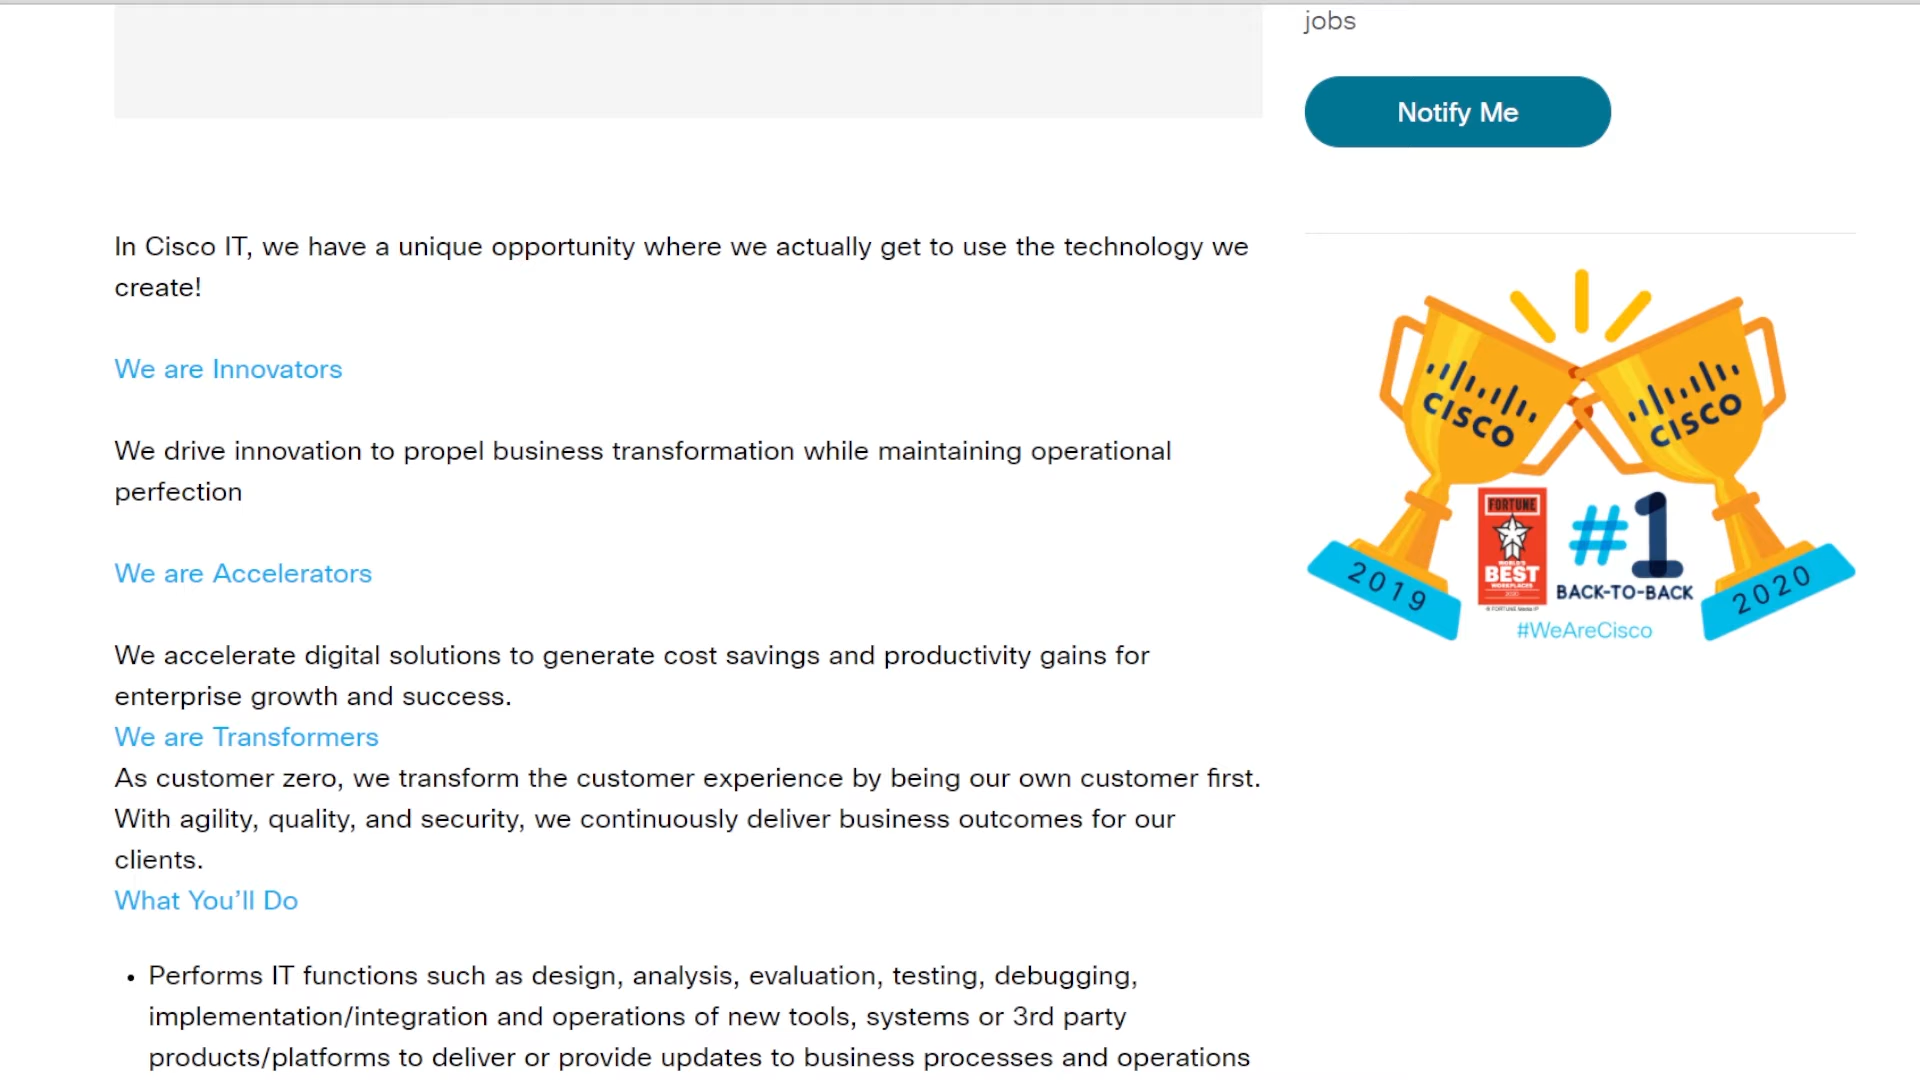 jobs
Notify Me
In Cisco IT, we have a unique opportunity where we actually get to use the technology we
create!
We are Innovators
We drive innovation to propel business transformation while maintaining operational
perfection
We are Accelerators
We accelerate digital solutions to generate cost savings and productivity gains for
enterprise growth and success.
We are Transformers
As customer zero, we transform the customer experience by being our own customer first.
With agility, quality, and security, we continuously deliver business outcomes for our
clients.
What You’ll Do
• Performs IT functions such as design, analysis, evaluation, testing, debugging,
implementation/integration and operations of new tools, systems or 3rd party
products/platforms to deliver or provide updates to business processes and operations
CISCO
CISCO
FORTUNE
WORLD'S
BEST
WORKPLACES
2020
© FORTUNE Media IP
#1
BACK-TO-BACK
#WeAreCisco
2019
2020